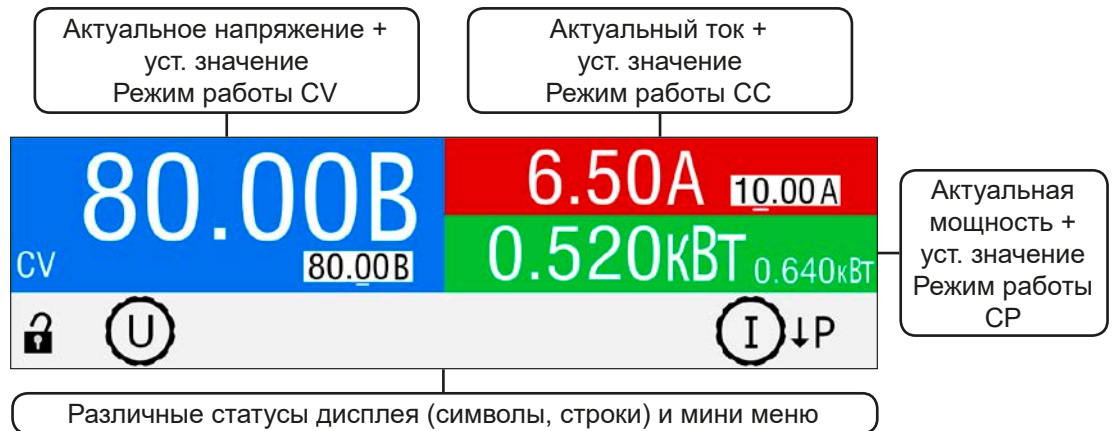 Актуальное напряжение +
уст. значение
Режим работы CV
Актуальный ток +
уст. значение
Режим работы CC
80.00В
CV
80.00В
6.50А
10.00А
0.520кВт
0.640кВт
Актуальная
мощность +
уст. значение
Режим работы
CP
U
I ↓P
Различные статусы дисплея (символы, строки) и мини меню